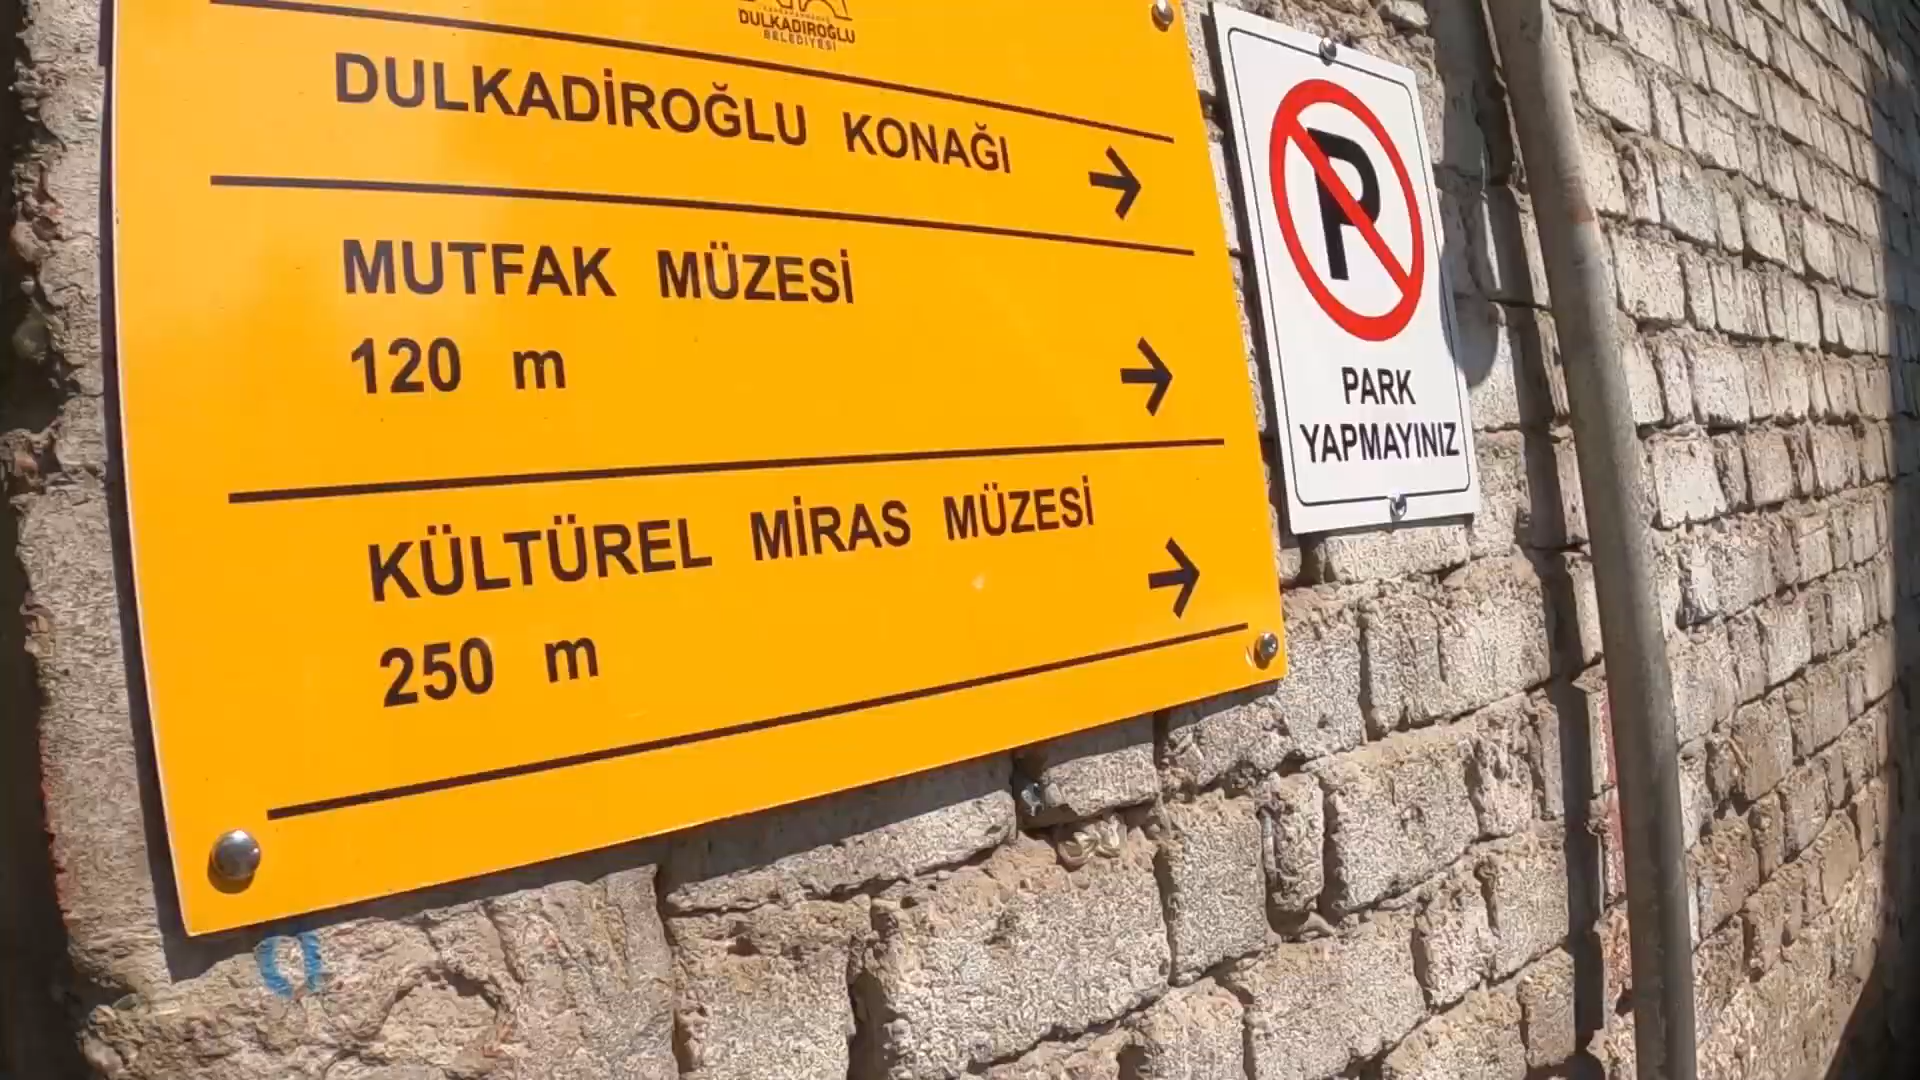 DULKADİROĞLU
BELEDİYESİ
DULKADİROĞLU KONAĞI
MUTFAK MÜZESİ
120 m
KÜLTÜREL MİRAS MÜZESİ
250 m
P
PARK
YAPMAYINIZ